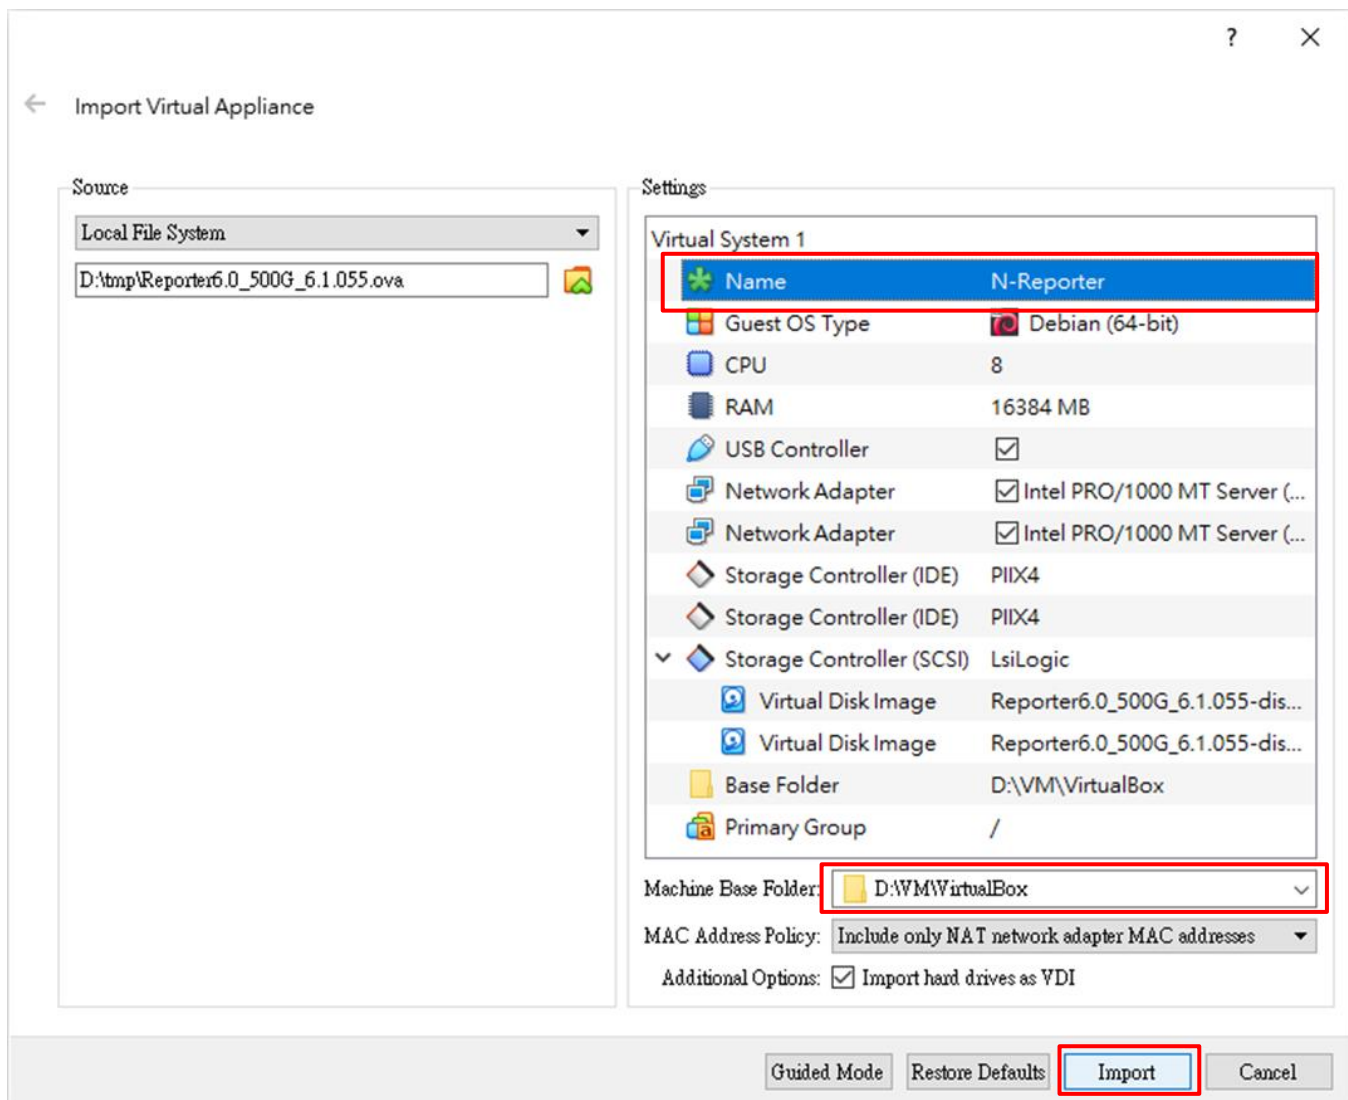 ?
Import Virtual Appliance
Source
Local File System
D:\tmp\Reporter6.0_500G_6.1.055.ova
Settings
Virtual System 1
Name N-Reporter
Guest OS Type Debian (64-bit)
CPU 8
RAM 16384 MB
USB Controller
Network Adapter Intel PRO/1000 MT Server (...
Network Adapter Intel PRO/1000 MT Server (...
Storage Controller (IDE) PIIX4
Storage Controller (IDE) PIIX4
Storage Controller (SCSI) LsiLogic
Virtual Disk Image Reporter6.0_500G_6.1.055-dis...
Virtual Disk Image Reporter6.0_500G_6.1.055-dis...
Base Folder D:\VM\VirtualBox
Primary Group /
Machine Base Folder: D:\VM\VirtualBox
MAC Address Policy: Include only NAT network adapter MAC addresses
Additional Options: Import hard drives as VDI
Guided Mode Restore Defaults Import Cancel